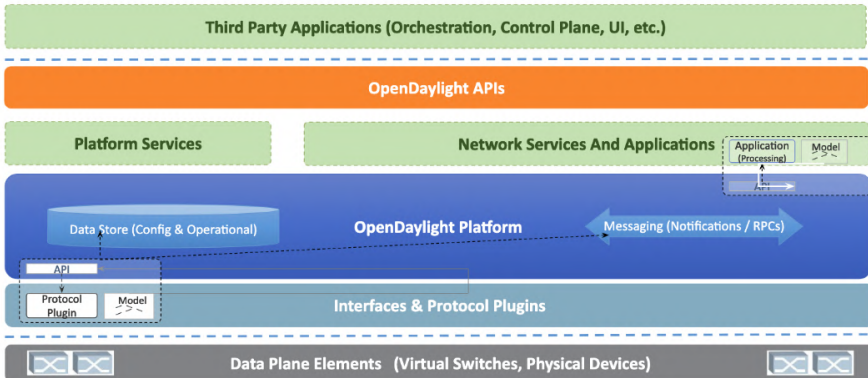 Third Party Applications (Orchestration, Control Plane, UI, etc.)
OpenDaylight APIs
Platform Services
Network Services And Applications
Application
(Processing)
Model
API
Data Store (Config & Operational)
OpenDaylight Platform
Messaging (Notifications / RPCs)
API
Protocol
Plugin
Model
Interfaces & Protocol Plugins
Data Plane Elements (Virtual Switches, Physical Devices)